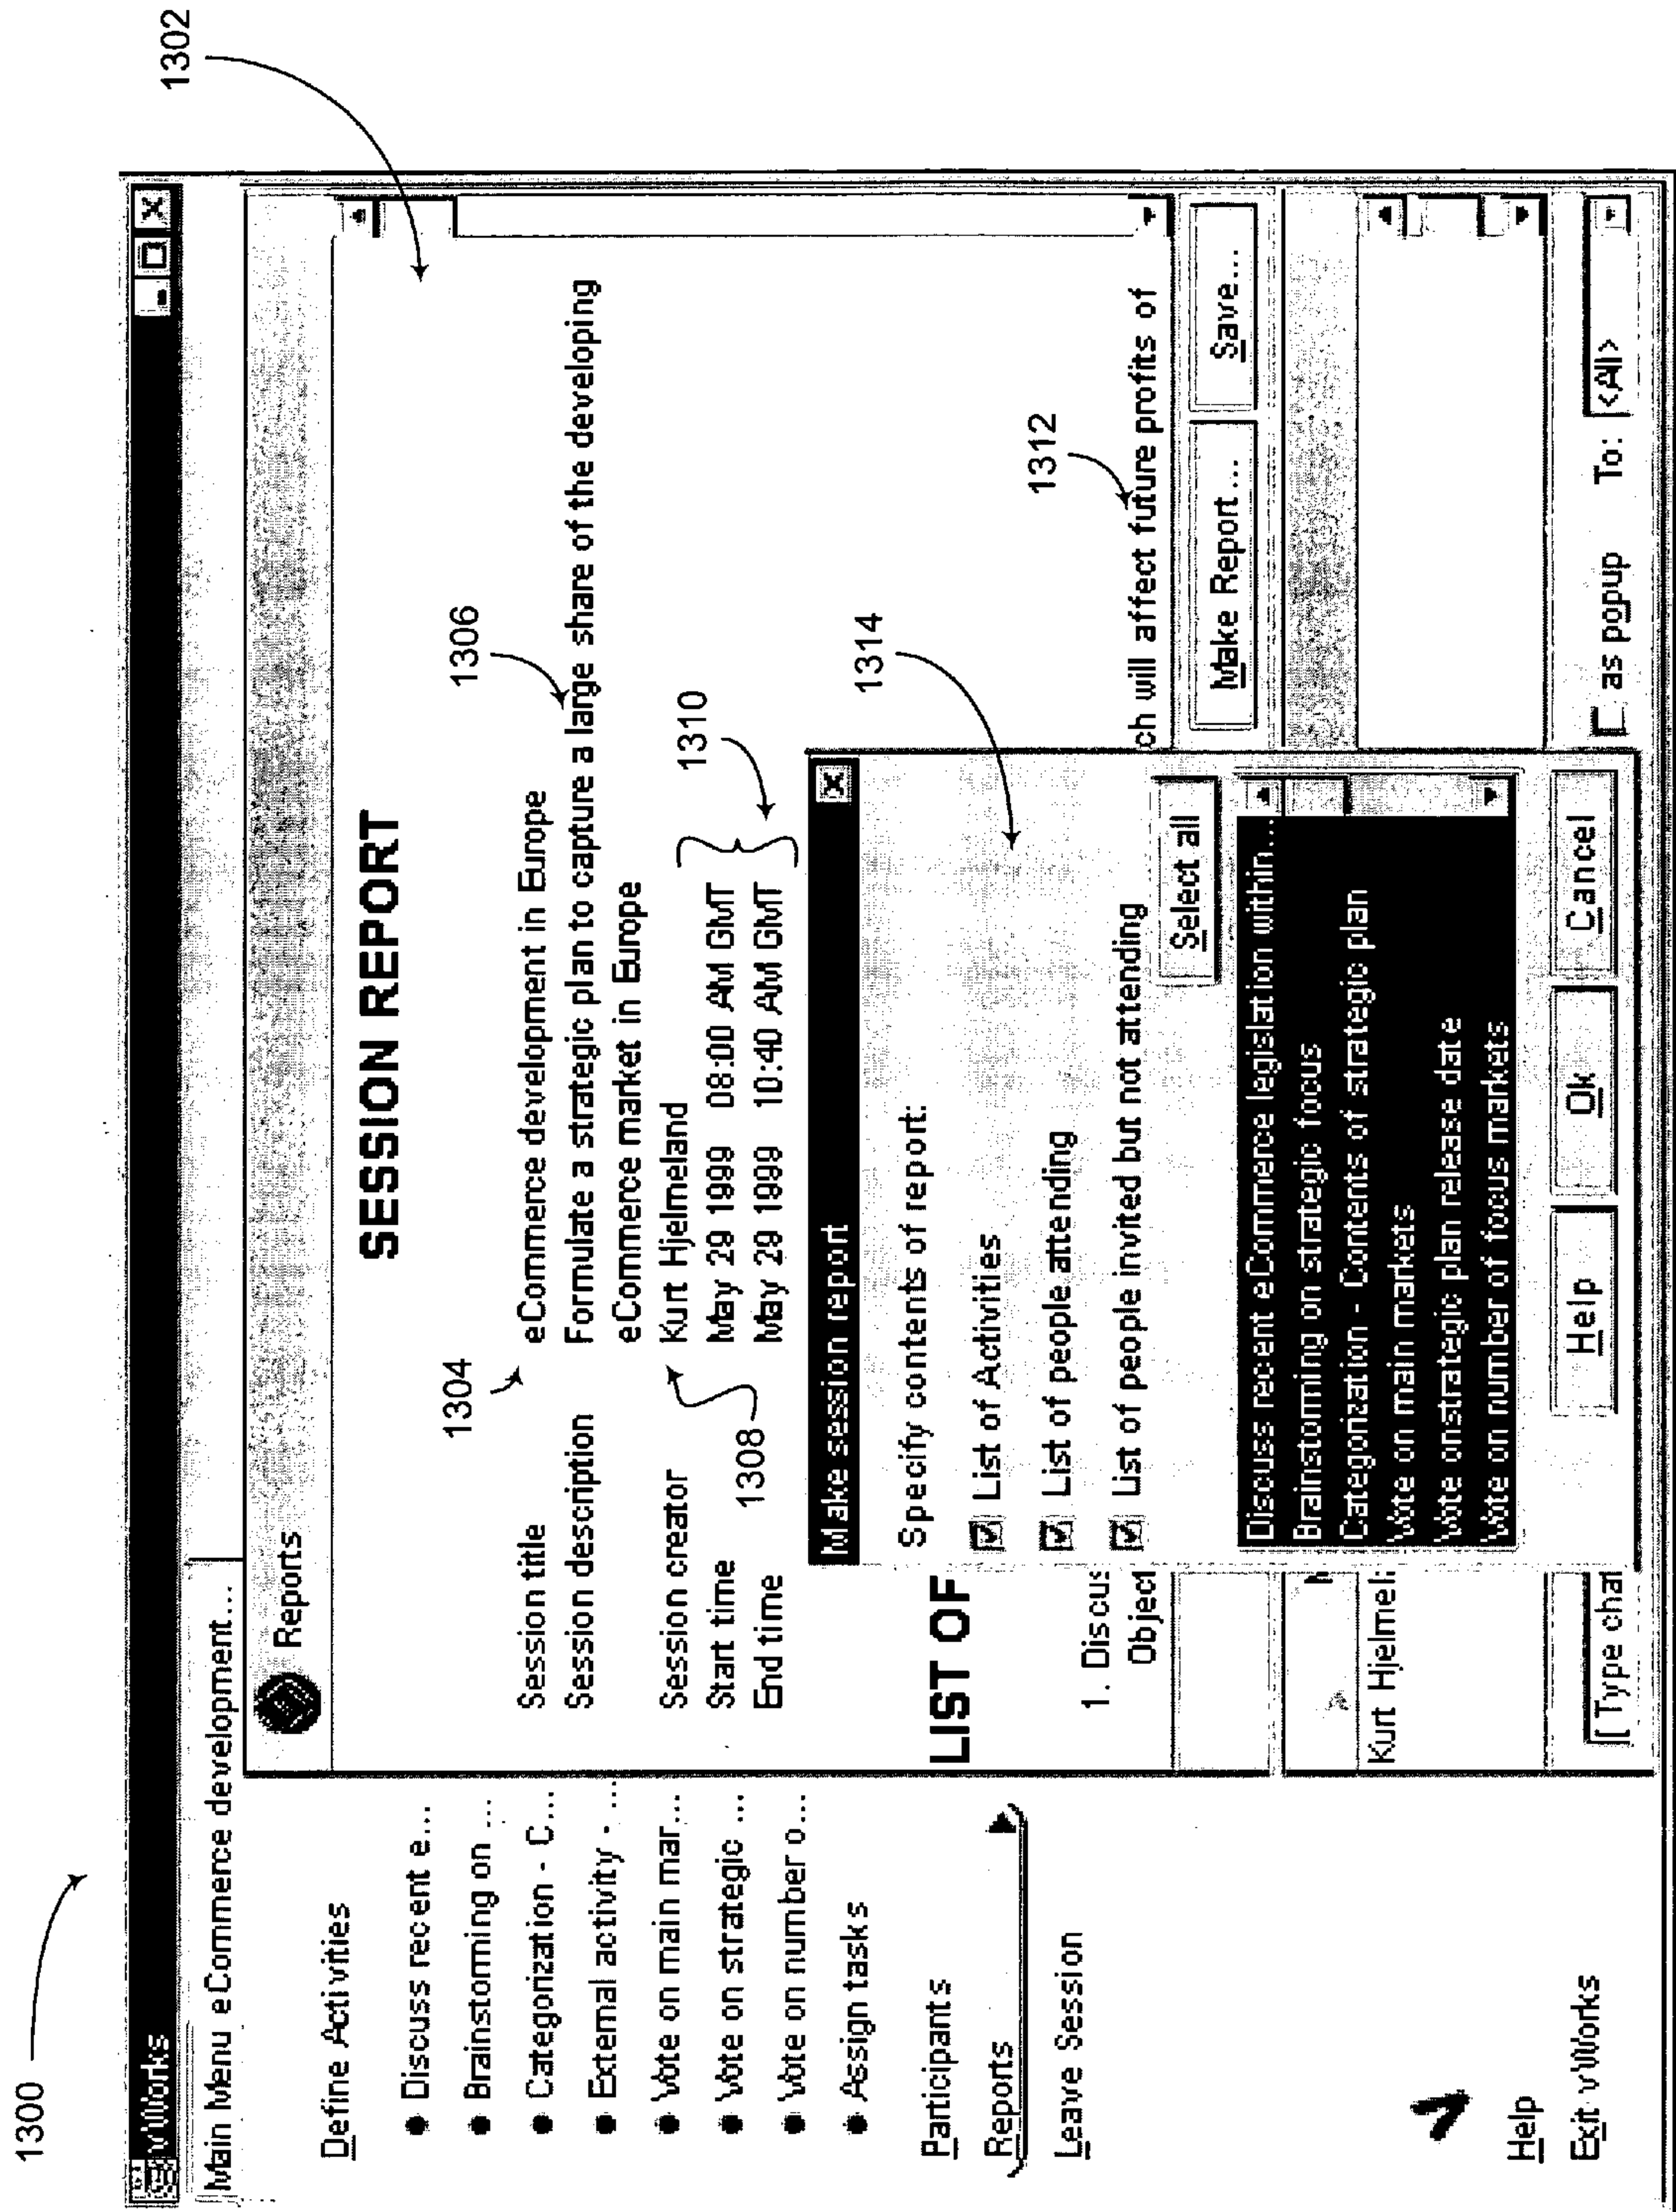 1300
1302
vWorks
Main Menu eCommerce development...
Define Activities
Discuss recent e...
Brainstorming on ...
Categorization - C...
External activity - ...
Vote on main mar...
Vote on strategic ...
Vote on number o...
Assign tasks
Participants
Reports
Leave Session
Help
Exit vWorks
Reports
SESSION REPORT
1304
1306
Session title eCommerce development in Europe
Session description Formulate a strategic plan to capture a large share of the developing
eCommerce market in Europe
Session creator Kurt Hjelmeland
Start time May 29 1999 08:00 AM GMT
End time May 29 1999 10:40 AM GMT
1308
1310
LIST OF
1. Discus
Object
ch will affect future profits of
1312
Make Report...
Save...
Kurt Hjelmel
[Type chat
as popup
To: <All>
Make session report
1314
Specify contents of report:
List of Activities
List of people attending
List of people invited but not attending
Select all
Discuss recent eCommerce legislation within...
Brainstorming on strategic focus
Categorization - Contents of strategic plan
Vote on main markets
Vote onstrategic plan release date
Vote on number of focus markets
Help
Ok
Cancel